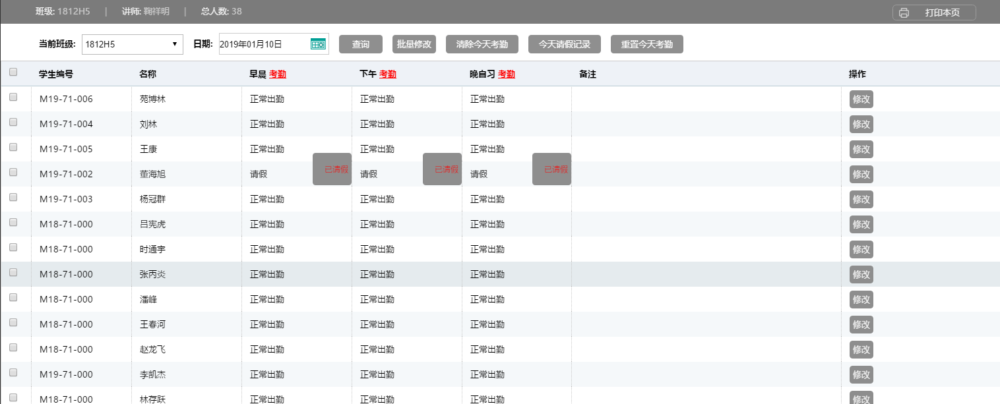 班级: 1812H5 | 讲师: 鞠祥明 | 总人数: 38 打印本页
当前班级: 1812H5 日期: 2019年01月10日 查询 批量修改 清除今天考勤 今天请假记录 重置今天考勤
学生编号 名称 早晨 考勤 下午 考勤 晚自习 考勤 备注 操作
M19-71-006 苑博林 正常出勤 正常出勤 正常出勤 修改
M19-71-004 刘林 正常出勤 正常出勤 正常出勤 修改
M19-71-005 王康 正常出勤 正常出勤 正常出勤 修改
M19-71-002 董海旭 请假 已请假 请假 已请假 请假 已请假 修改
M19-71-003 杨冠群 正常出勤 正常出勤 正常出勤 修改
M18-71-000 吕宪虎 正常出勤 正常出勤 正常出勤 修改
M18-71-000 时通宇 正常出勤 正常出勤 正常出勤 修改
M18-71-000 张丙炎 正常出勤 正常出勤 正常出勤 修改
M18-71-000 潘峰 正常出勤 正常出勤 正常出勤 修改
M18-71-000 王春河 正常出勤 正常出勤 正常出勤 修改
M18-71-000 赵龙飞 正常出勤 正常出勤 正常出勤 修改
M19-71-000 李凯杰 正常出勤 正常出勤 正常出勤 修改
M18-71-000 林存跃 正常出勤 正常出勤 正常出勤 修改